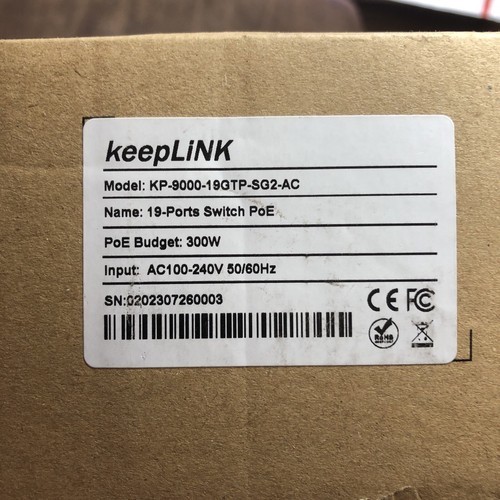 keepLiNK
Model: KP-9000-19GTP-SG2-AC
Name: 19-Ports Switch PoE
PoE Budget: 300W
Input: AC100-240V 50/60Hz
SN:0202307260003
CE FC
RoHS